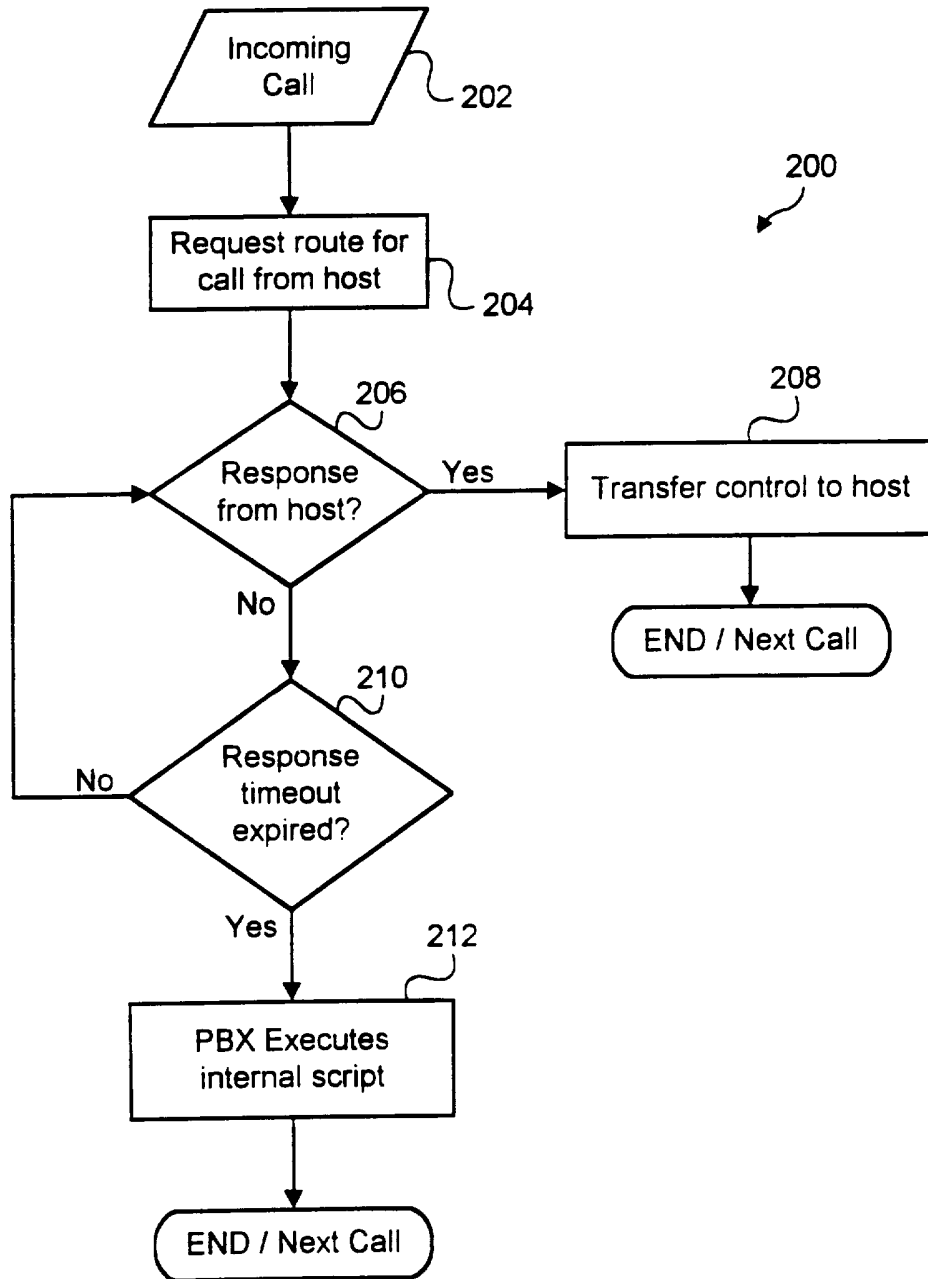 Incoming
Call
202
200
Request route for
call from host
204
206
208
Response
from host?
Yes
Transfer control to host
No
END / Next Call
210
Response
timeout
expired?
No
Yes
212
PBX Executes
internal script
END / Next Call